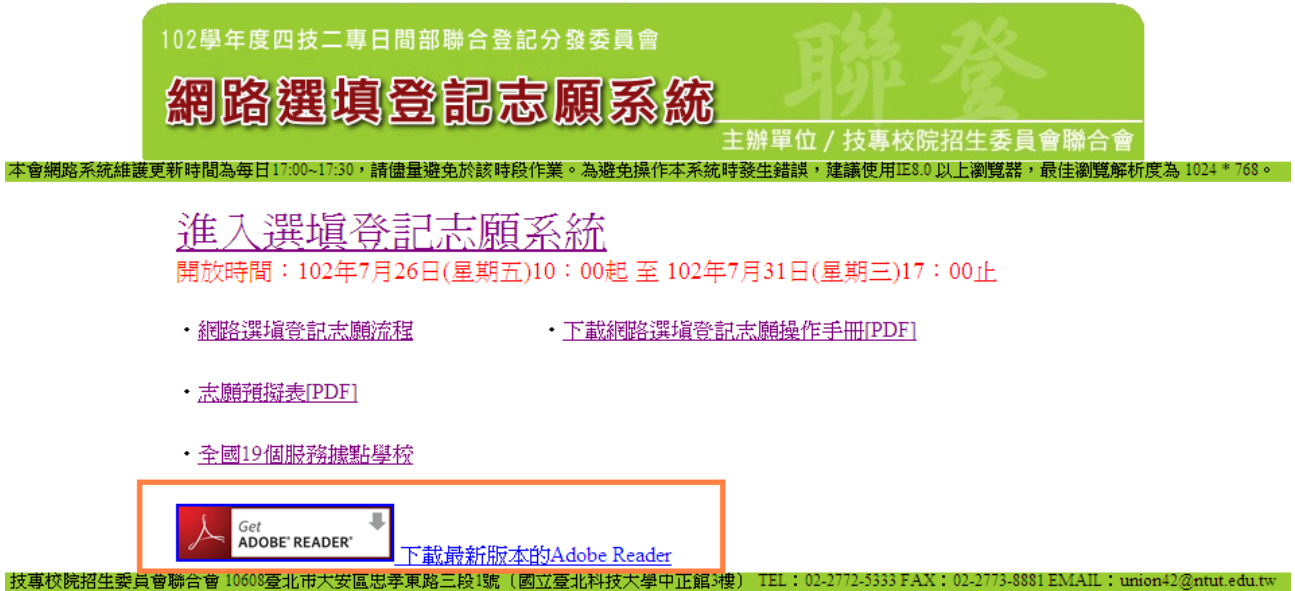 102學年度四技二專日間部聯合登記分發委員會
聯登
網路選填登記志願系統
主辦單位 / 技專校院招生委員會聯合會
本會網路系統維護更新時間為每日17:00~17:30，請儘量避免於該時段作業。為避免操作本系統時發生錯誤，建議使用IE8.0 以上瀏覽器，最佳瀏覽解析度為 1024 * 768。
進入選填登記志願系統
開放時間：102年7月26日(星期五)10：00起 至 102年7月31日(星期三)17：00止
・網路選填登記志願流程 ・下載網路選填登記志願操作手冊[PDF]
・志願預擬表[PDF]
・全國19個服務據點學校
Get
ADOBE® READER®
下載最新版本的Adobe Reader
技專校院招生委員會聯合會 10608臺北市大安區忠孝東路三段1號（國立臺北科技大學中正館3樓） TEL：02-2772-5333 FAX：02-2773-8881 EMAIL：union42@ntut.edu.tw